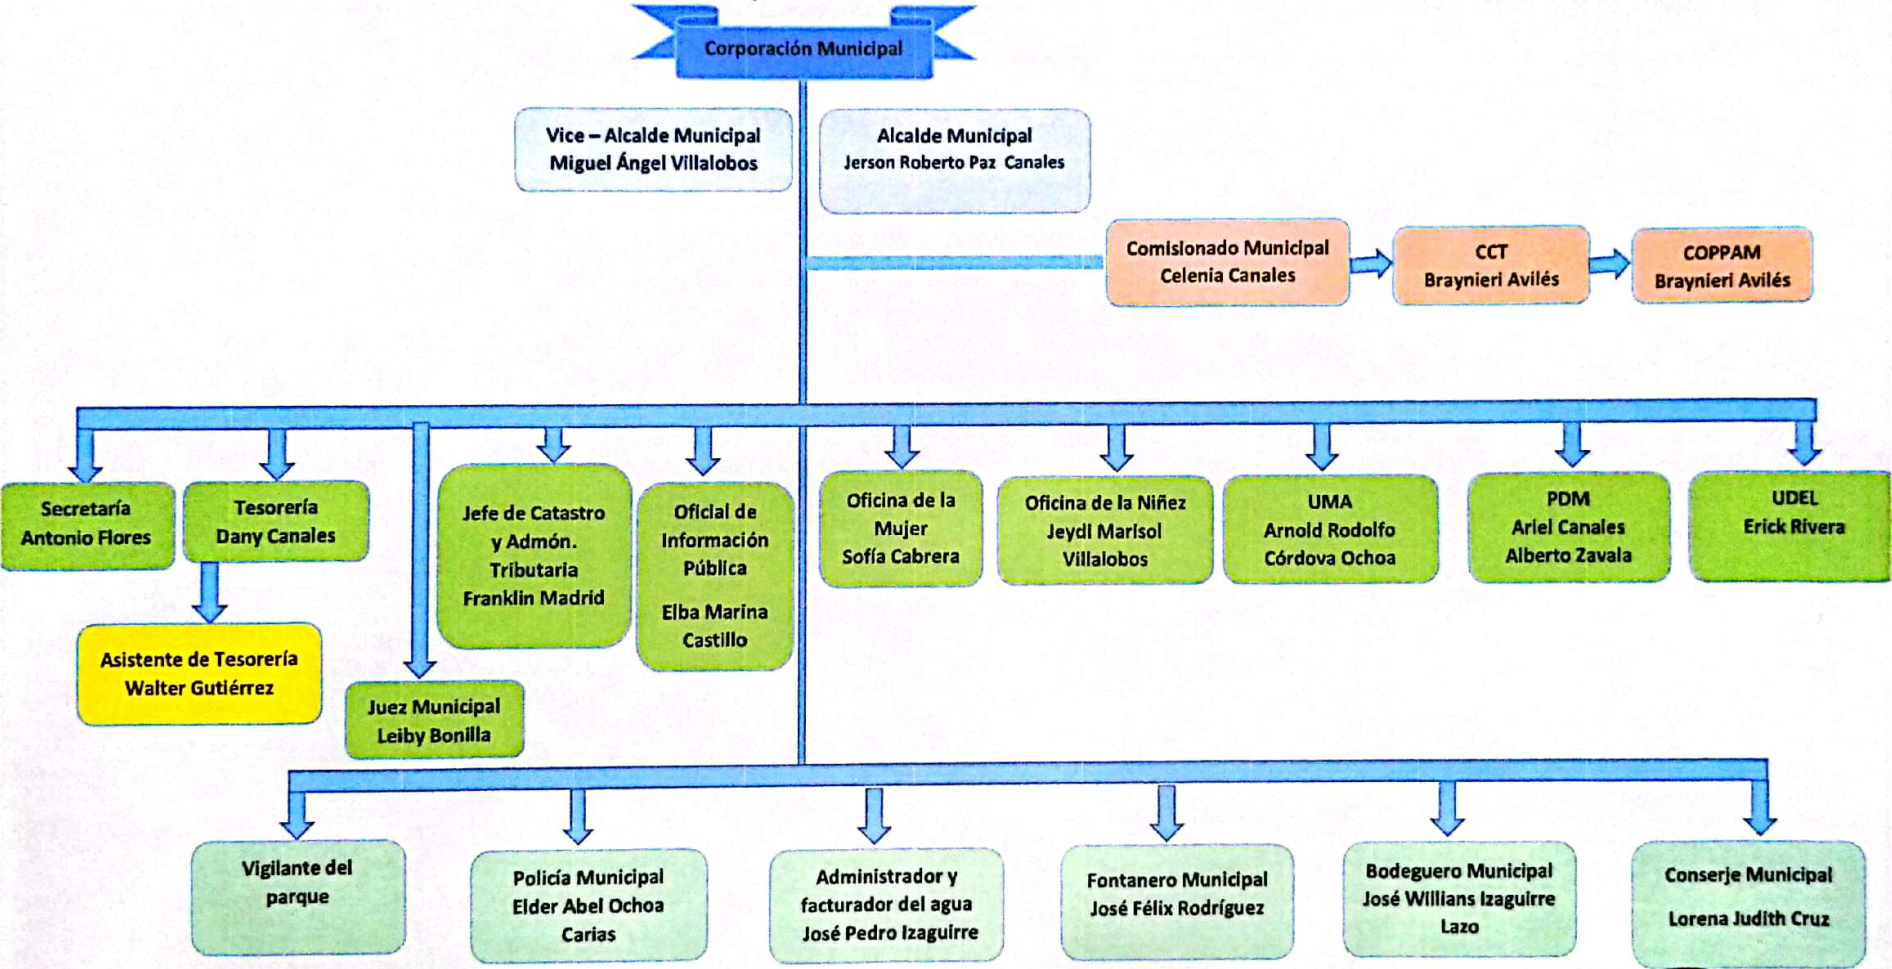 Corporación Municipal
Vice – Alcalde Municipal
Miguel Ángel Villalobos
Alcalde Municipal
Jerson Roberto Paz Canales
Comisionado Municipal
Celenia Canales
CCT
Braynieri Avilés
COPPAM
Braynieri Avilés
Secretaría
Antonio Flores
Tesorería
Dany Canales
Jefe de Catastro
y Admón.
Tributaria
Franklin Madrid
Oficial de
Información
Pública
Elba Marina
Castillo
Oficina de la
Mujer
Sofía Cabrera
Oficina de la Niñez
Jeydi Marisol
Villalobos
UMA
Arnold Rodolfo
Córdova Ochoa
PDM
Ariel Canales
Alberto Zavala
UDEL
Erick Rivera
Asistente de Tesorería
Walter Gutiérrez
Juez Municipal
Leiby Bonilla
Vigilante del
parque
Policía Municipal
Elder Abel Ochoa
Carias
Administrador y
facturador del agua
José Pedro Izaguirre
Fontanero Municipal
José Félix Rodríguez
Bodeguero Municipal
José Willians Izaguirre
Lazo
Conserje Municipal
Lorena Judith Cruz